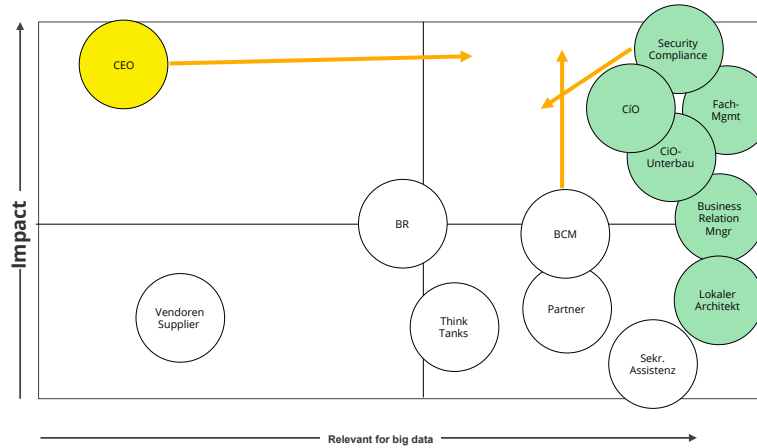 Impact
CEO
Security
Compliance
CiO
Fach-
Mgmt
CiO-
Unterbau
BR
BCM
Business
Relation
Mngr
Vendoren
Supplier
Think
Tanks
Partner
Lokaler
Architekt
Sekr.
Assistenz
Relevant for big data